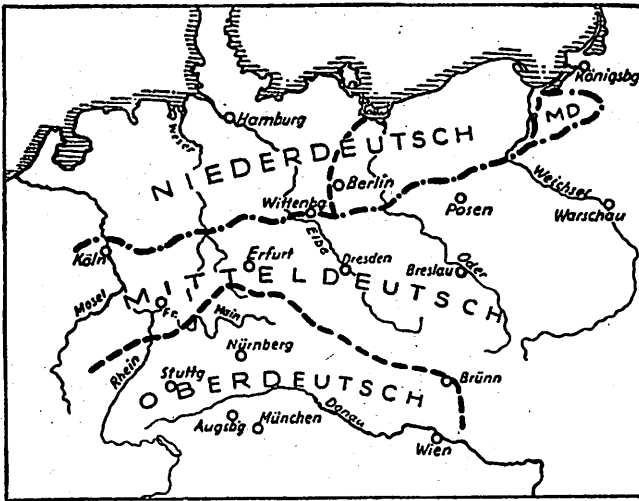 Königsbg
MD
Hamburg
Weser
NIEDERDEUTSCH
Berlin
Weichsel
Wittenbg
Posen
Warschau
Elbe
Köln
Erfurt
Dresden
Breslau
Oder
MITTELDEUTSCH
Mosel
Fr.
Main
Nürnberg
Rhein
Stuttg
Brünn
OBERDEUTSCH
Augsbg
München
Donau
Wien